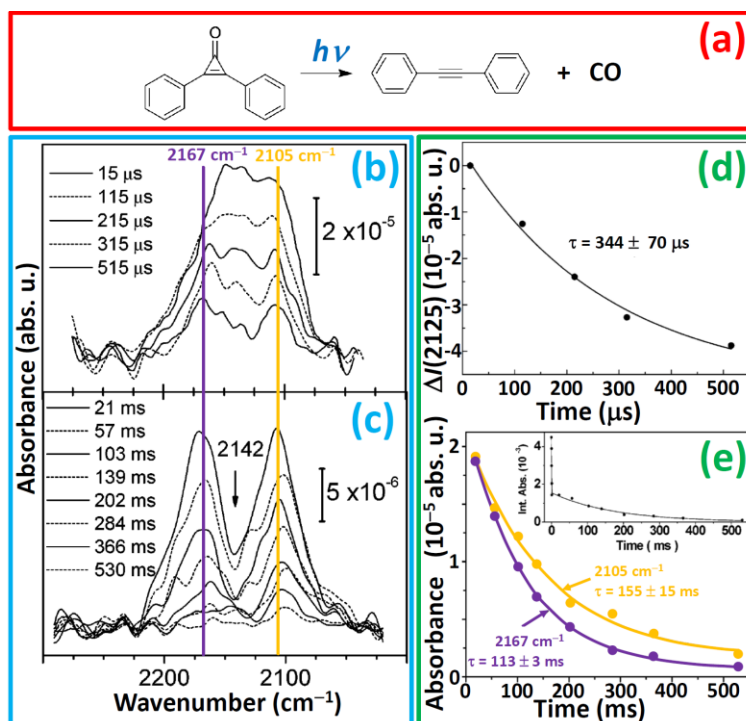 O
hν
+ CO
(a)
2167 cm⁻¹
2105 cm⁻¹
(b)
15 μs
115 μs
215 μs
315 μs
515 μs
2 x10⁻⁵
Absorbance (abs. u.)
(c)
21 ms
57 ms
103 ms
139 ms
202 ms
284 ms
366 ms
530 ms
2142
5 x10⁻⁶
2200
2100
Wavenumber (cm⁻¹)
(d)
ΔI(2125) (10⁻⁵ abs. u.)
0
-1
-2
-3
-4
τ = 344 ± 70 μs
0 100 200 300 400 500 600
Time (μs)
(e)
Absorbance (10⁻⁵ abs. u.)
2
1
0
Int. Abs. (10⁻³)
4
3
2
1
0
0 100 200 300 400 500
Time ( ms )
2105 cm⁻¹
τ = 155 ± 15 ms
2167 cm⁻¹
τ = 113 ± 3 ms
0 100 200 300 400 500
Time (ms)